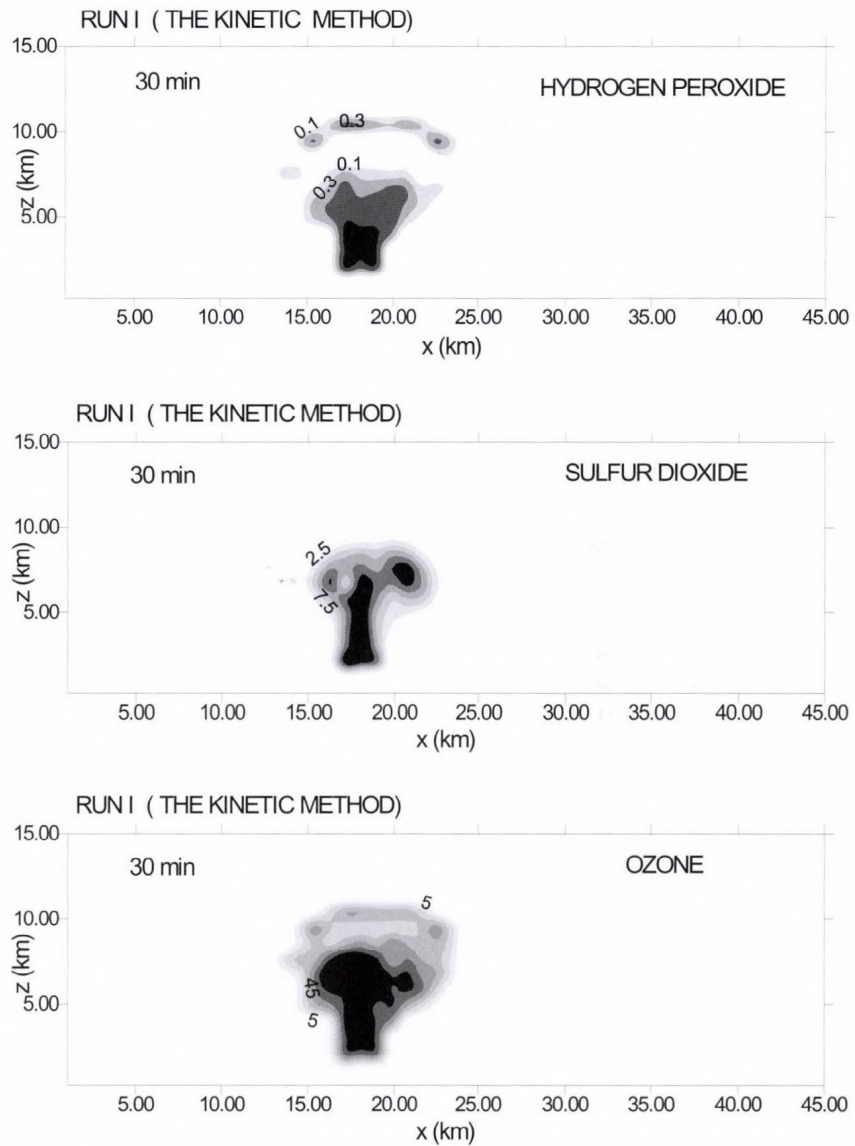 RUN I ( THE KINETIC METHOD)
15.00
30 min
HYDROGEN PEROXIDE
10.00
0.1
0.3
0.1
0.3
z (km)
5.00
5.00 10.00 15.00 20.00 25.00 30.00 35.00 40.00 45.00
x (km)
RUN I ( THE KINETIC METHOD)
15.00
30 min
SULFUR DIOXIDE
10.00
2.5
7.5
z (km)
5.00
5.00 10.00 15.00 20.00 25.00 30.00 35.00 40.00 45.00
x (km)
RUN I ( THE KINETIC METHOD)
15.00
30 min
OZONE
10.00
5
45
z (km)
5.00
5
5.00 10.00 15.00 20.00 25.00 30.00 35.00 40.00 45.00
x (km)